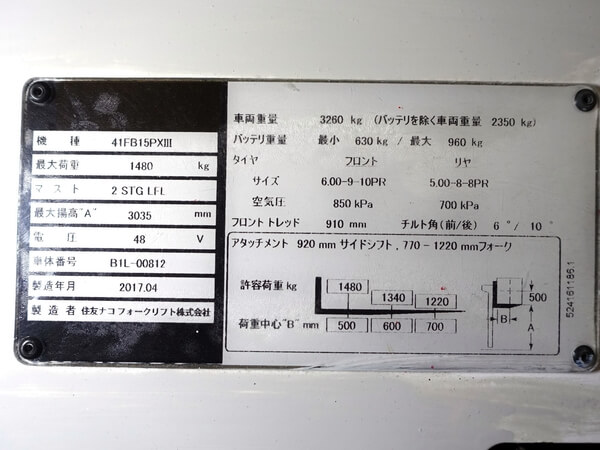 機 種 41FB15PXIII
最大荷重 1480 kg
マ ス ト 2 STG LFL
最大揚高"A" 3035 mm
電 圧 48 V
車体番号 B1L-00812
製造年月 2017.04
製 造 者 住友ナコフォークリフト株式会社
車両重量 3260 kg (バッテリを除く車両重量 2350 kg)
バッテリ重量 最小 630 kg / 最大 960 kg
タイヤ フロント リヤ
サイズ 6.00-9-10PR 5.00-8-8PR
空気圧 850 kPa 700 kPa
フロントトレッド 910 mm チルト角(前/後) 6°/10°
アタッチメント 920 mm サイドシフト, 770-1220 mmフォーク
許容荷重 kg 1480 1340 1220
荷重中心"B" mm 500 600 700
500
B
A
524161186.1